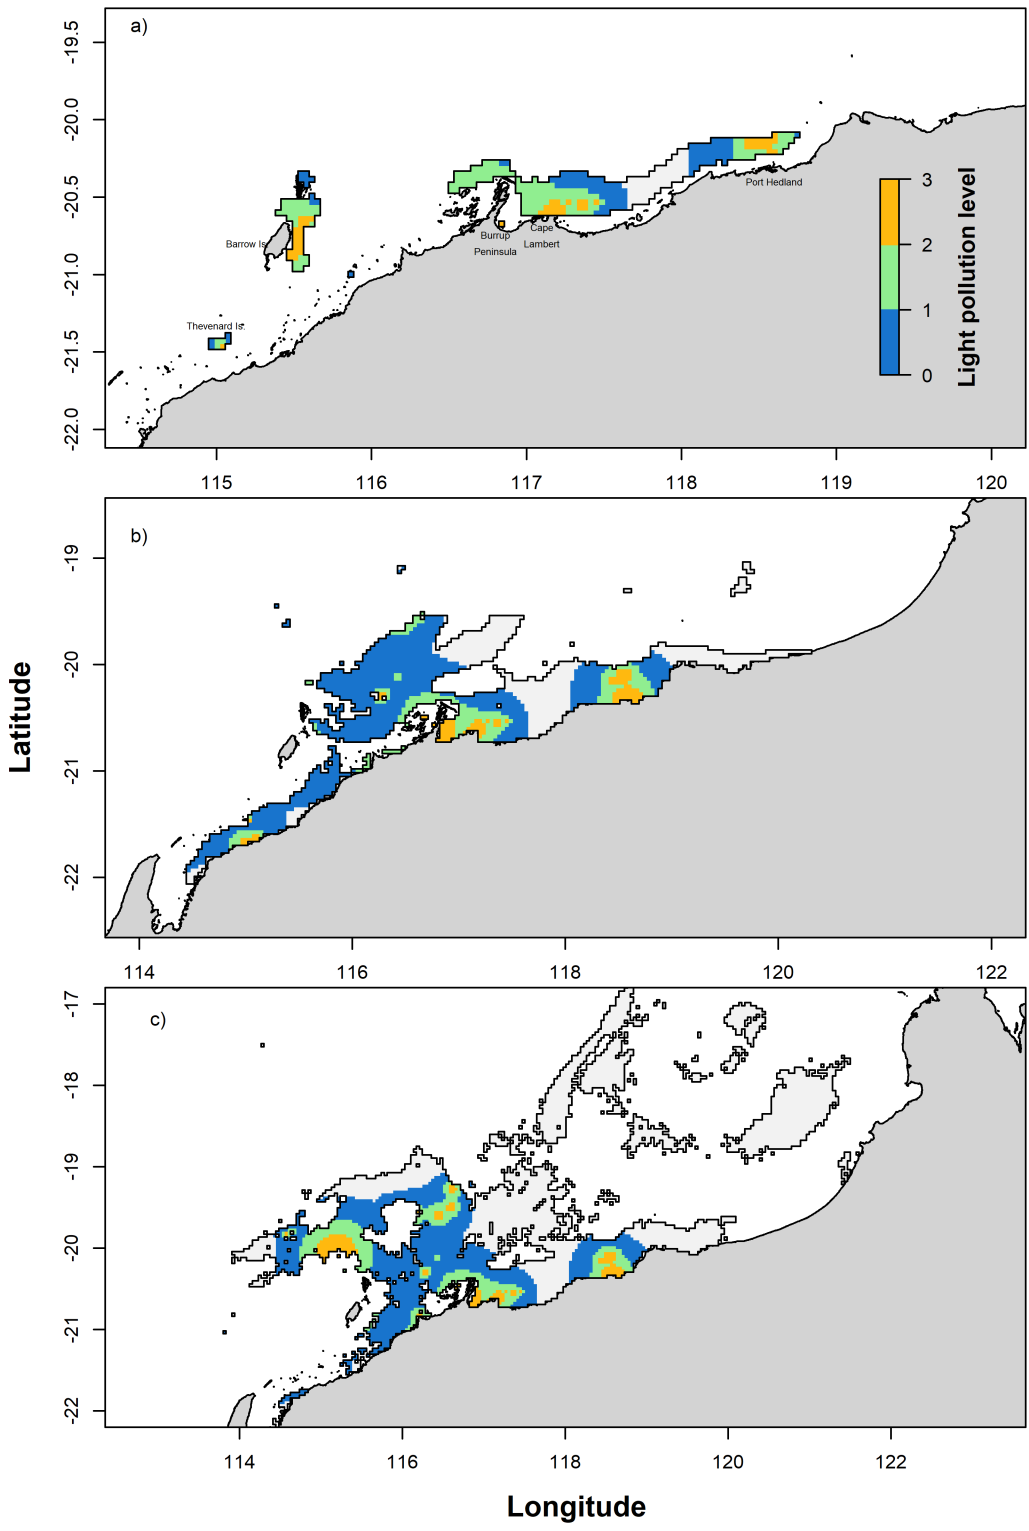 a)
-19.5
-20.0
-20.5
-21.0
-21.5
-22.0
Barrow Is.
Thevenard Is.
Burrup
Peninsula
Cape
Lambert
Port Hedland
3
2
1
0
Light pollution level
115 116 117 118 119 120
b)
-19
-20
-21
-22
Latitude
114 116 118 120 122
c)
-17
-18
-19
-20
-21
-22
114 116 118 120 122
Longitude